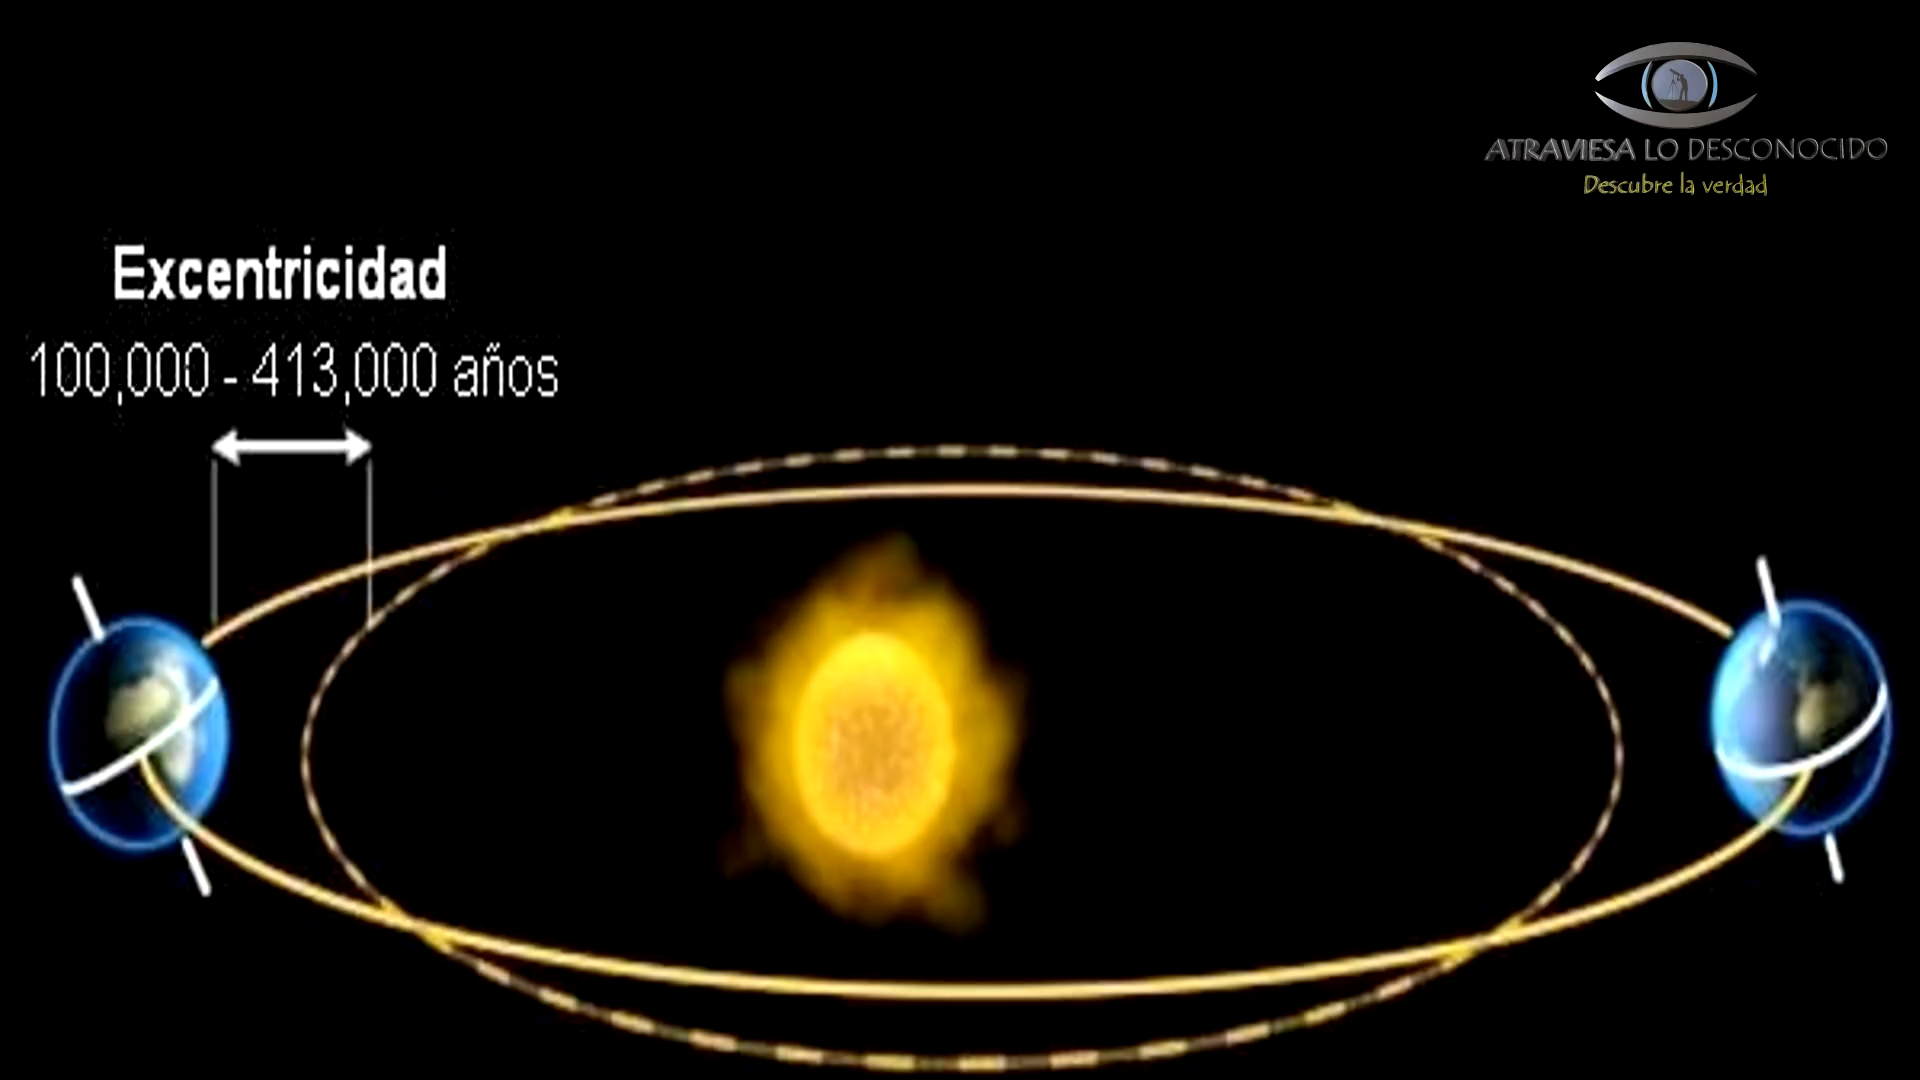 ATRAVIESA LO DESCONOCIDO
Descubre la verdad
Excentricidad
100,000 - 413,000 años